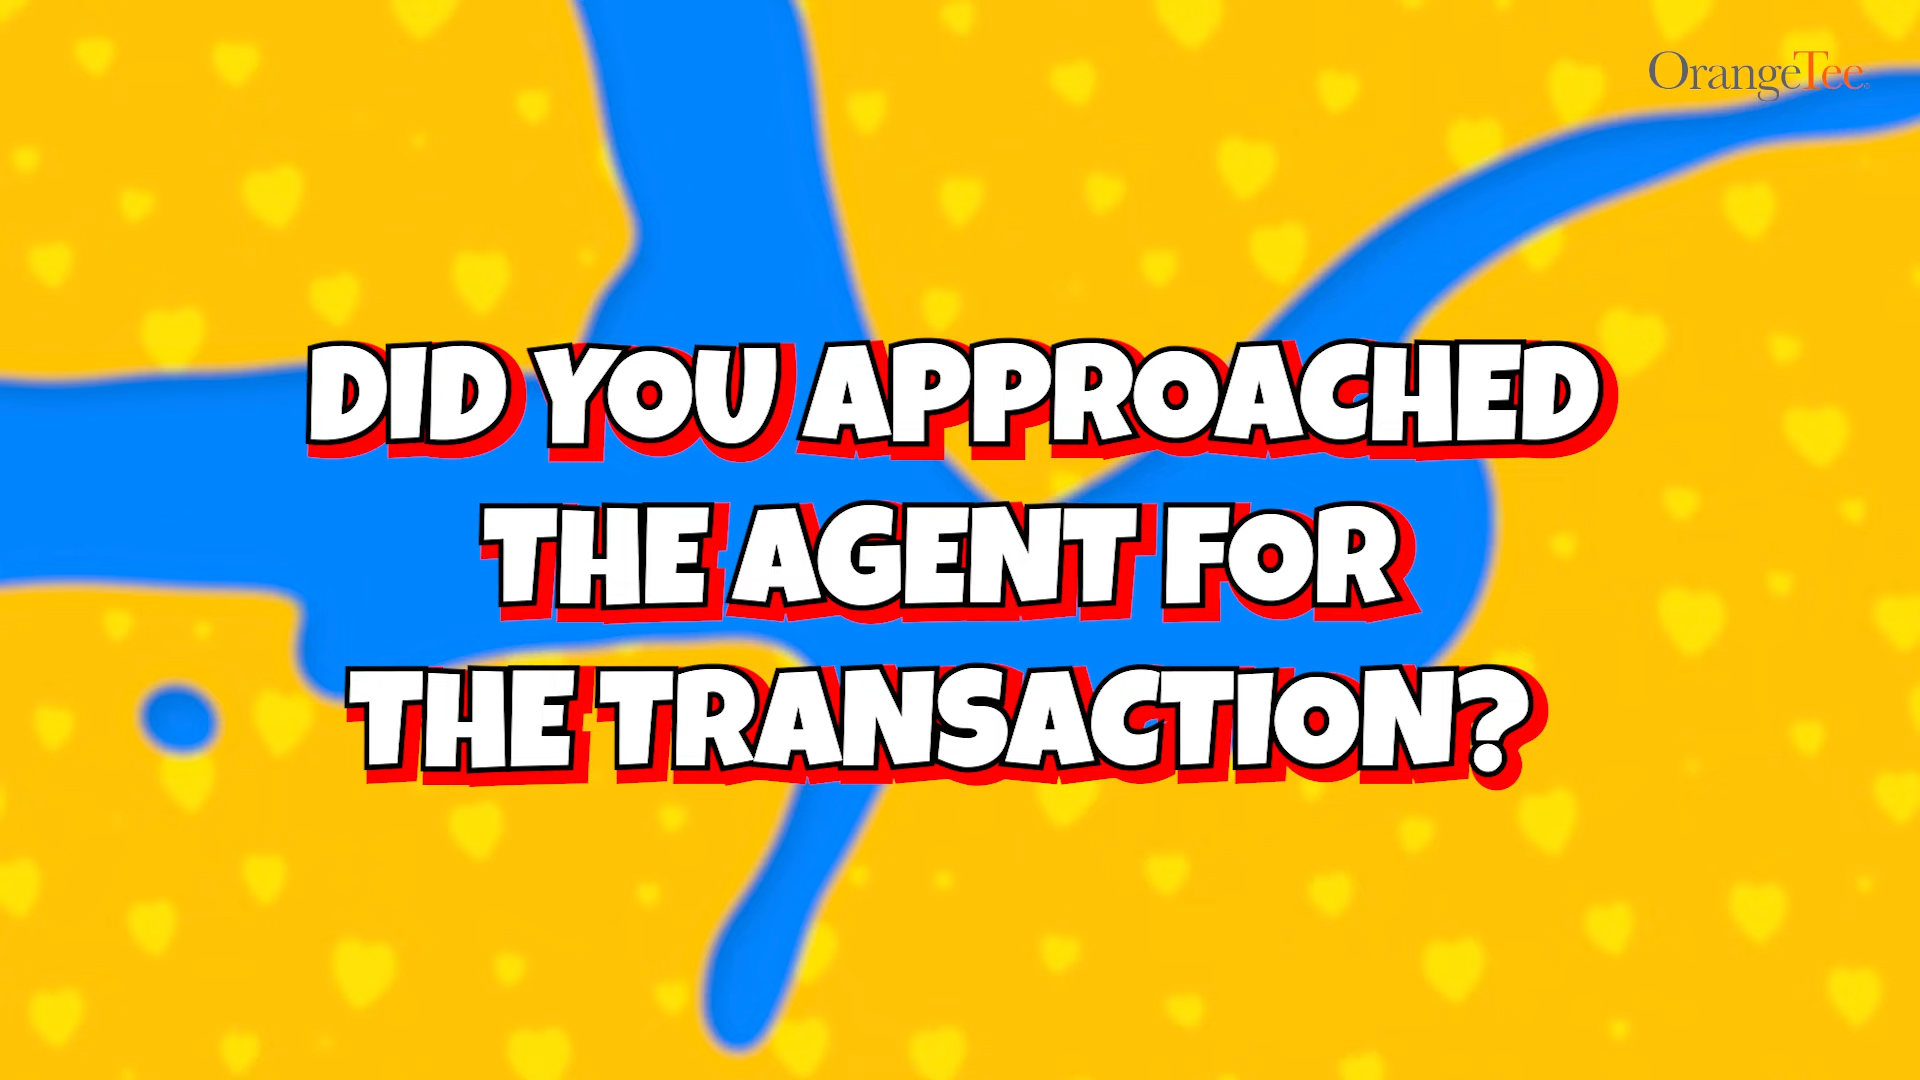 OrangeTee
DID YOU APPROACHED
THE AGENT FOR
THE TRANSACTION?